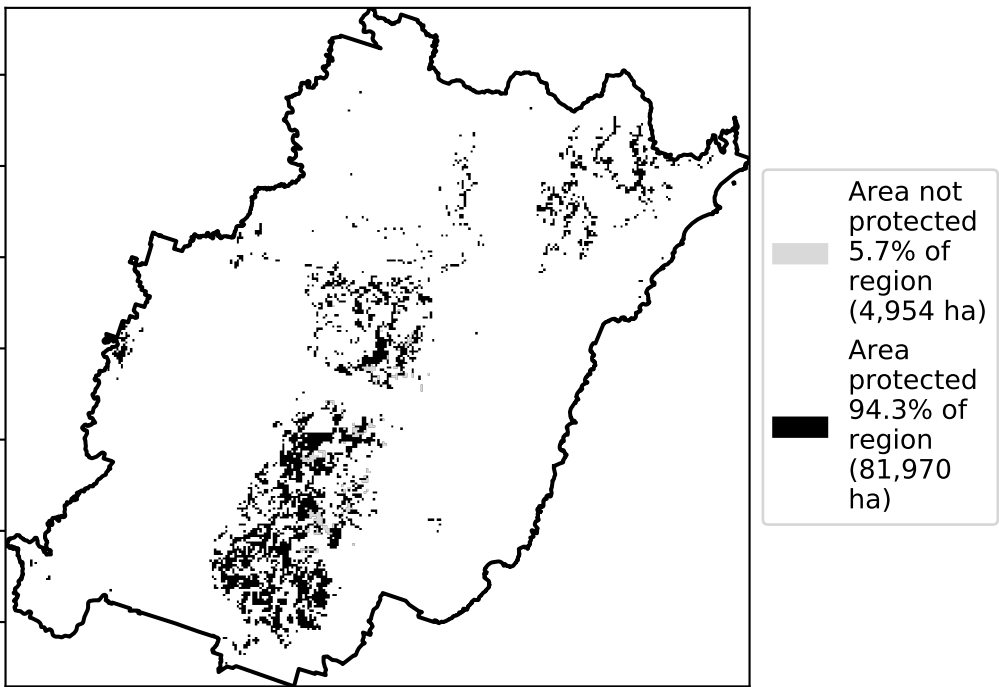 Area not
protected
5.7% of
region
(4,954 ha)
Area
protected
94.3% of
region
(81,970
ha)